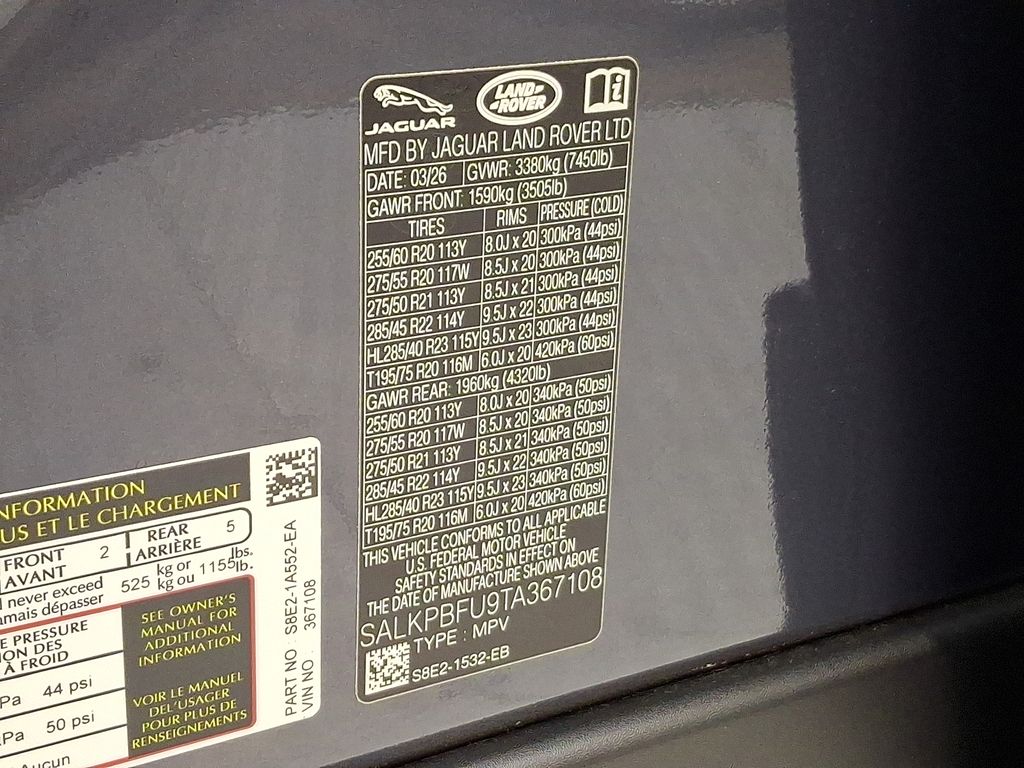 JAGUAR
LAND-
-ROVER
MFD BY JAGUAR LAND ROVER LTD
DATE: 03/26 GVWR: 3380kg (7450lb)
GAWR FRONT: 1590kg (3505lb)
TIRES RIMS PRESSURE (COLD)
255/60 R20 113Y 8.0J x 20 300kPa (44psi)
275/55 R20 117W 8.5J x 20 300kPa (44psi)
275/50 R21 113Y 8.5J x 21 300kPa (44psi)
285/45 R22 114Y 9.5J x 22 300kPa (44psi)
HL285/40 R23 115Y 9.5J x 23 300kPa (44psi)
T195/75 R20 116M 6.0J x 20 420kPa (60psi)
GAWR REAR: 1960kg (4320lb)
255/60 R20 113Y 8.0J x 20 340kPa (50psi)
275/55 R20 117W 8.5J x 20 340kPa (50psi)
275/50 R21 113Y 8.5J x 21 340kPa (50psi)
285/45 R22 114Y 9.5J x 22 340kPa (50psi)
HL285/40 R23 115Y 9.5J x 23 340kPa (50psi)
T195/75 R20 116M 6.0J x 20 420kPa (60psi)
THIS VEHICLE CONFORMS TO ALL APPLICABLE
U.S. FEDERAL MOTOR VEHICLE
SAFETY STANDARDS IN EFFECT ON
THE DATE OF MANUFACTURE SHOWN ABOVE
SALKPBFU9TA367108
TYPE : MPV
S8E2-1532-EB
INFORMATION
US ET LE CHARGEMENT
FRONT 2 REAR 5
AVANT ARRIÈRE
never exceed 525 kg or 1155 lbs.
jamais dépasser kg ou lb.
PRESSURE
ION DES
À FROID
SEE OWNER'S
MANUAL FOR
ADDITIONAL
INFORMATION
Pa 44 psi
kPa 50 psi
Aucun
VOIR LE MANUEL
DEL'USAGER
POUR PLUS DE
RENSEIGNEMENTS
PART NO. S8E2-1A552-EA
VIN NO. 367108